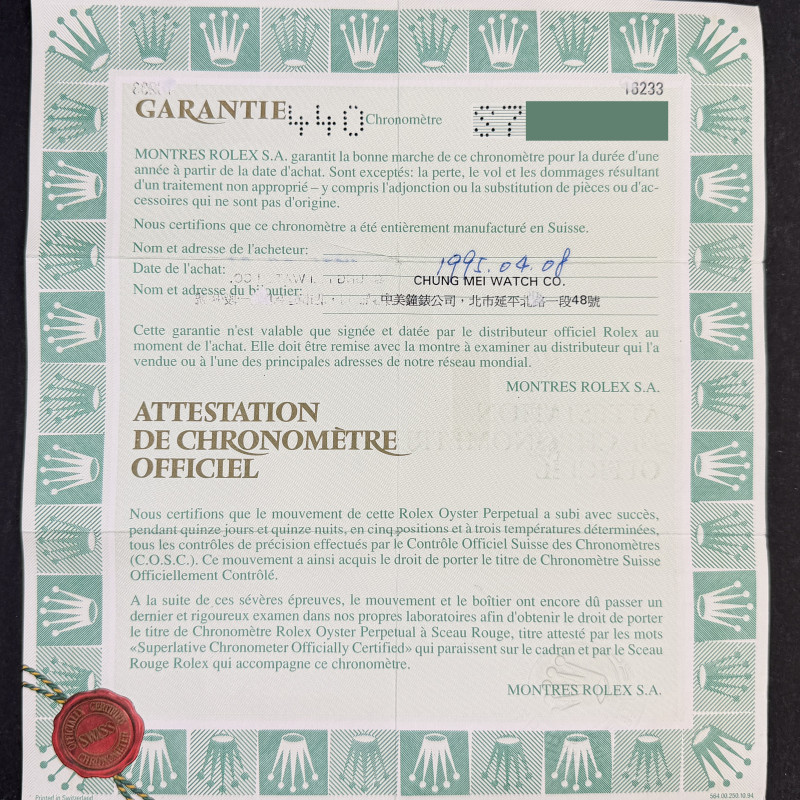 16233
GARANTIE 440 Chronomètre S7
MONTRES ROLEX S.A. garantit la bonne marche de ce chronomètre pour la durée d'une
année à partir de la date d'achat. Sont exceptés: la perte, le vol et les dommages résultant
d'un traitement non approprié – y compris l'adjonction ou la substitution de pièces ou d'ac-
cessoires qui ne sont pas d'origine.
Nous certifions que ce chronomètre a été entièrement manufacturé en Suisse.
Nom et adresse de l'acheteur:
Date de l'achat: 1995.04.08
Nom et adresse du bijoutier: CHUNG MEI WATCH CO.
中美鐘錶公司，北市延平北路一段48號
Cette garantie n'est valable que signée et datée par le distributeur officiel Rolex au
moment de l'achat. Elle doit être remise avec la montre à examiner au distributeur qui l'a
vendue ou à l'une des principales adresses de notre réseau mondial.
MONTRES ROLEX S.A.
ATTESTATION
DE CHRONOMÈTRE
OFFICIEL
Nous certifions que le mouvement de cette Rolex Oyster Perpetual a subi avec succès,
pendant quinze jours et quinze nuits, en cinq positions et à trois températures déterminées,
tous les contrôles de précision effectués par le Contrôle Officiel Suisse des Chronomètres
(C.O.S.C.). Ce mouvement a ainsi acquis le droit de porter le titre de Chronomètre Suisse
Officiellement Contrôlé.
A la suite de ces sévères épreuves, le mouvement et le boîtier ont encore dû passer un
dernier et rigoureux examen dans nos propres laboratoires afin d'obtenir le droit de porter
le titre de Chronomètre Rolex Oyster Perpetual à Sceau Rouge, titre attesté par les mots
«Superlative Chronometer Officially Certified» qui paraissent sur le cadran et par le Sceau
Rouge Rolex qui accompagne ce chronomètre.
MONTRES ROLEX S.A.
OFFICIALLY CERTIFIED
SWISS
CHRONOMETER
Printed in Switzerland
564.00.250.10.94